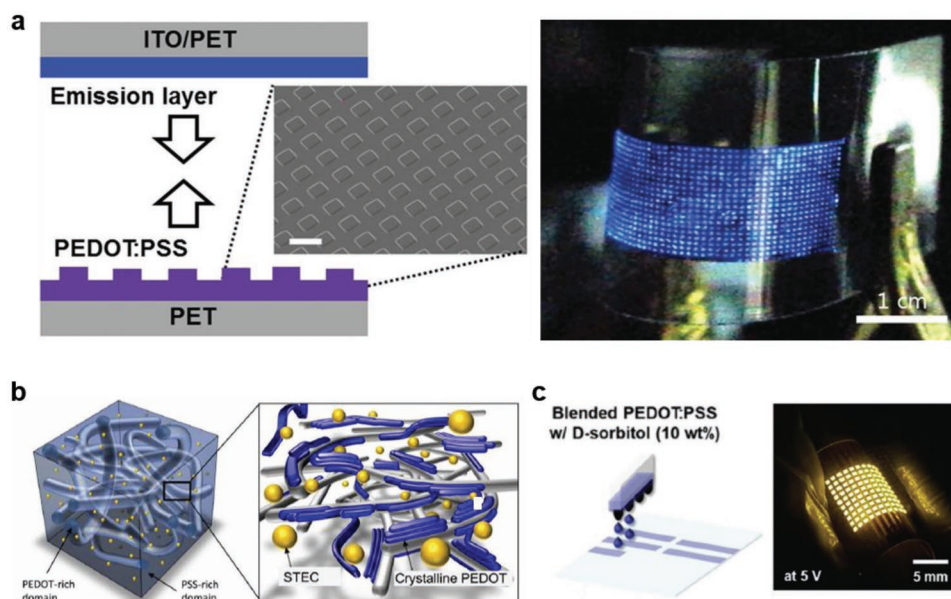 a
ITO/PET
Emission layer
PEDOT:PSS
PET
1 cm
b
PEDOT-rich
domain
PSS-rich
domain
STEC
Crystalline PEDOT
c
Blended PEDOT:PSS
w/ D-sorbitol (10 wt%)
at 5 V
5 mm